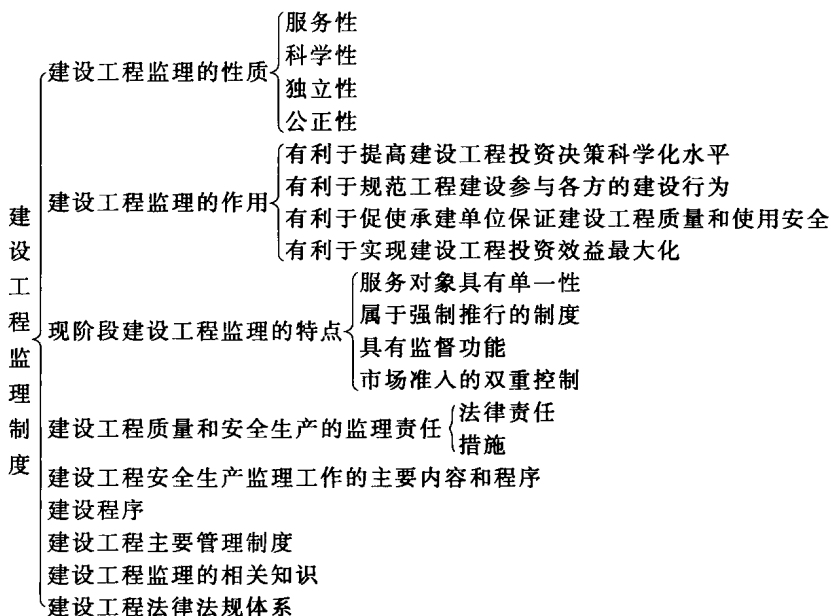 建设工程监理制度
建设工程监理的性质
服务性
科学性
独立性
公正性
建设工程监理的作用
有利于提高建设工程投资决策科学化水平
有利于规范工程建设参与各方的建设行为
有利于促使承建单位保证建设工程质量和使用安全
有利于实现建设工程投资效益最大化
现阶段建设工程监理的特点
服务对象具有单一性
属于强制推行的制度
具有监督功能
市场准入的双重控制
建设工程质量和安全生产的监理责任
法律责任
措施
建设工程安全生产监理工作的主要内容和程序
建设程序
建设工程主要管理制度
建设工程监理的相关知识
建设工程法律法规体系